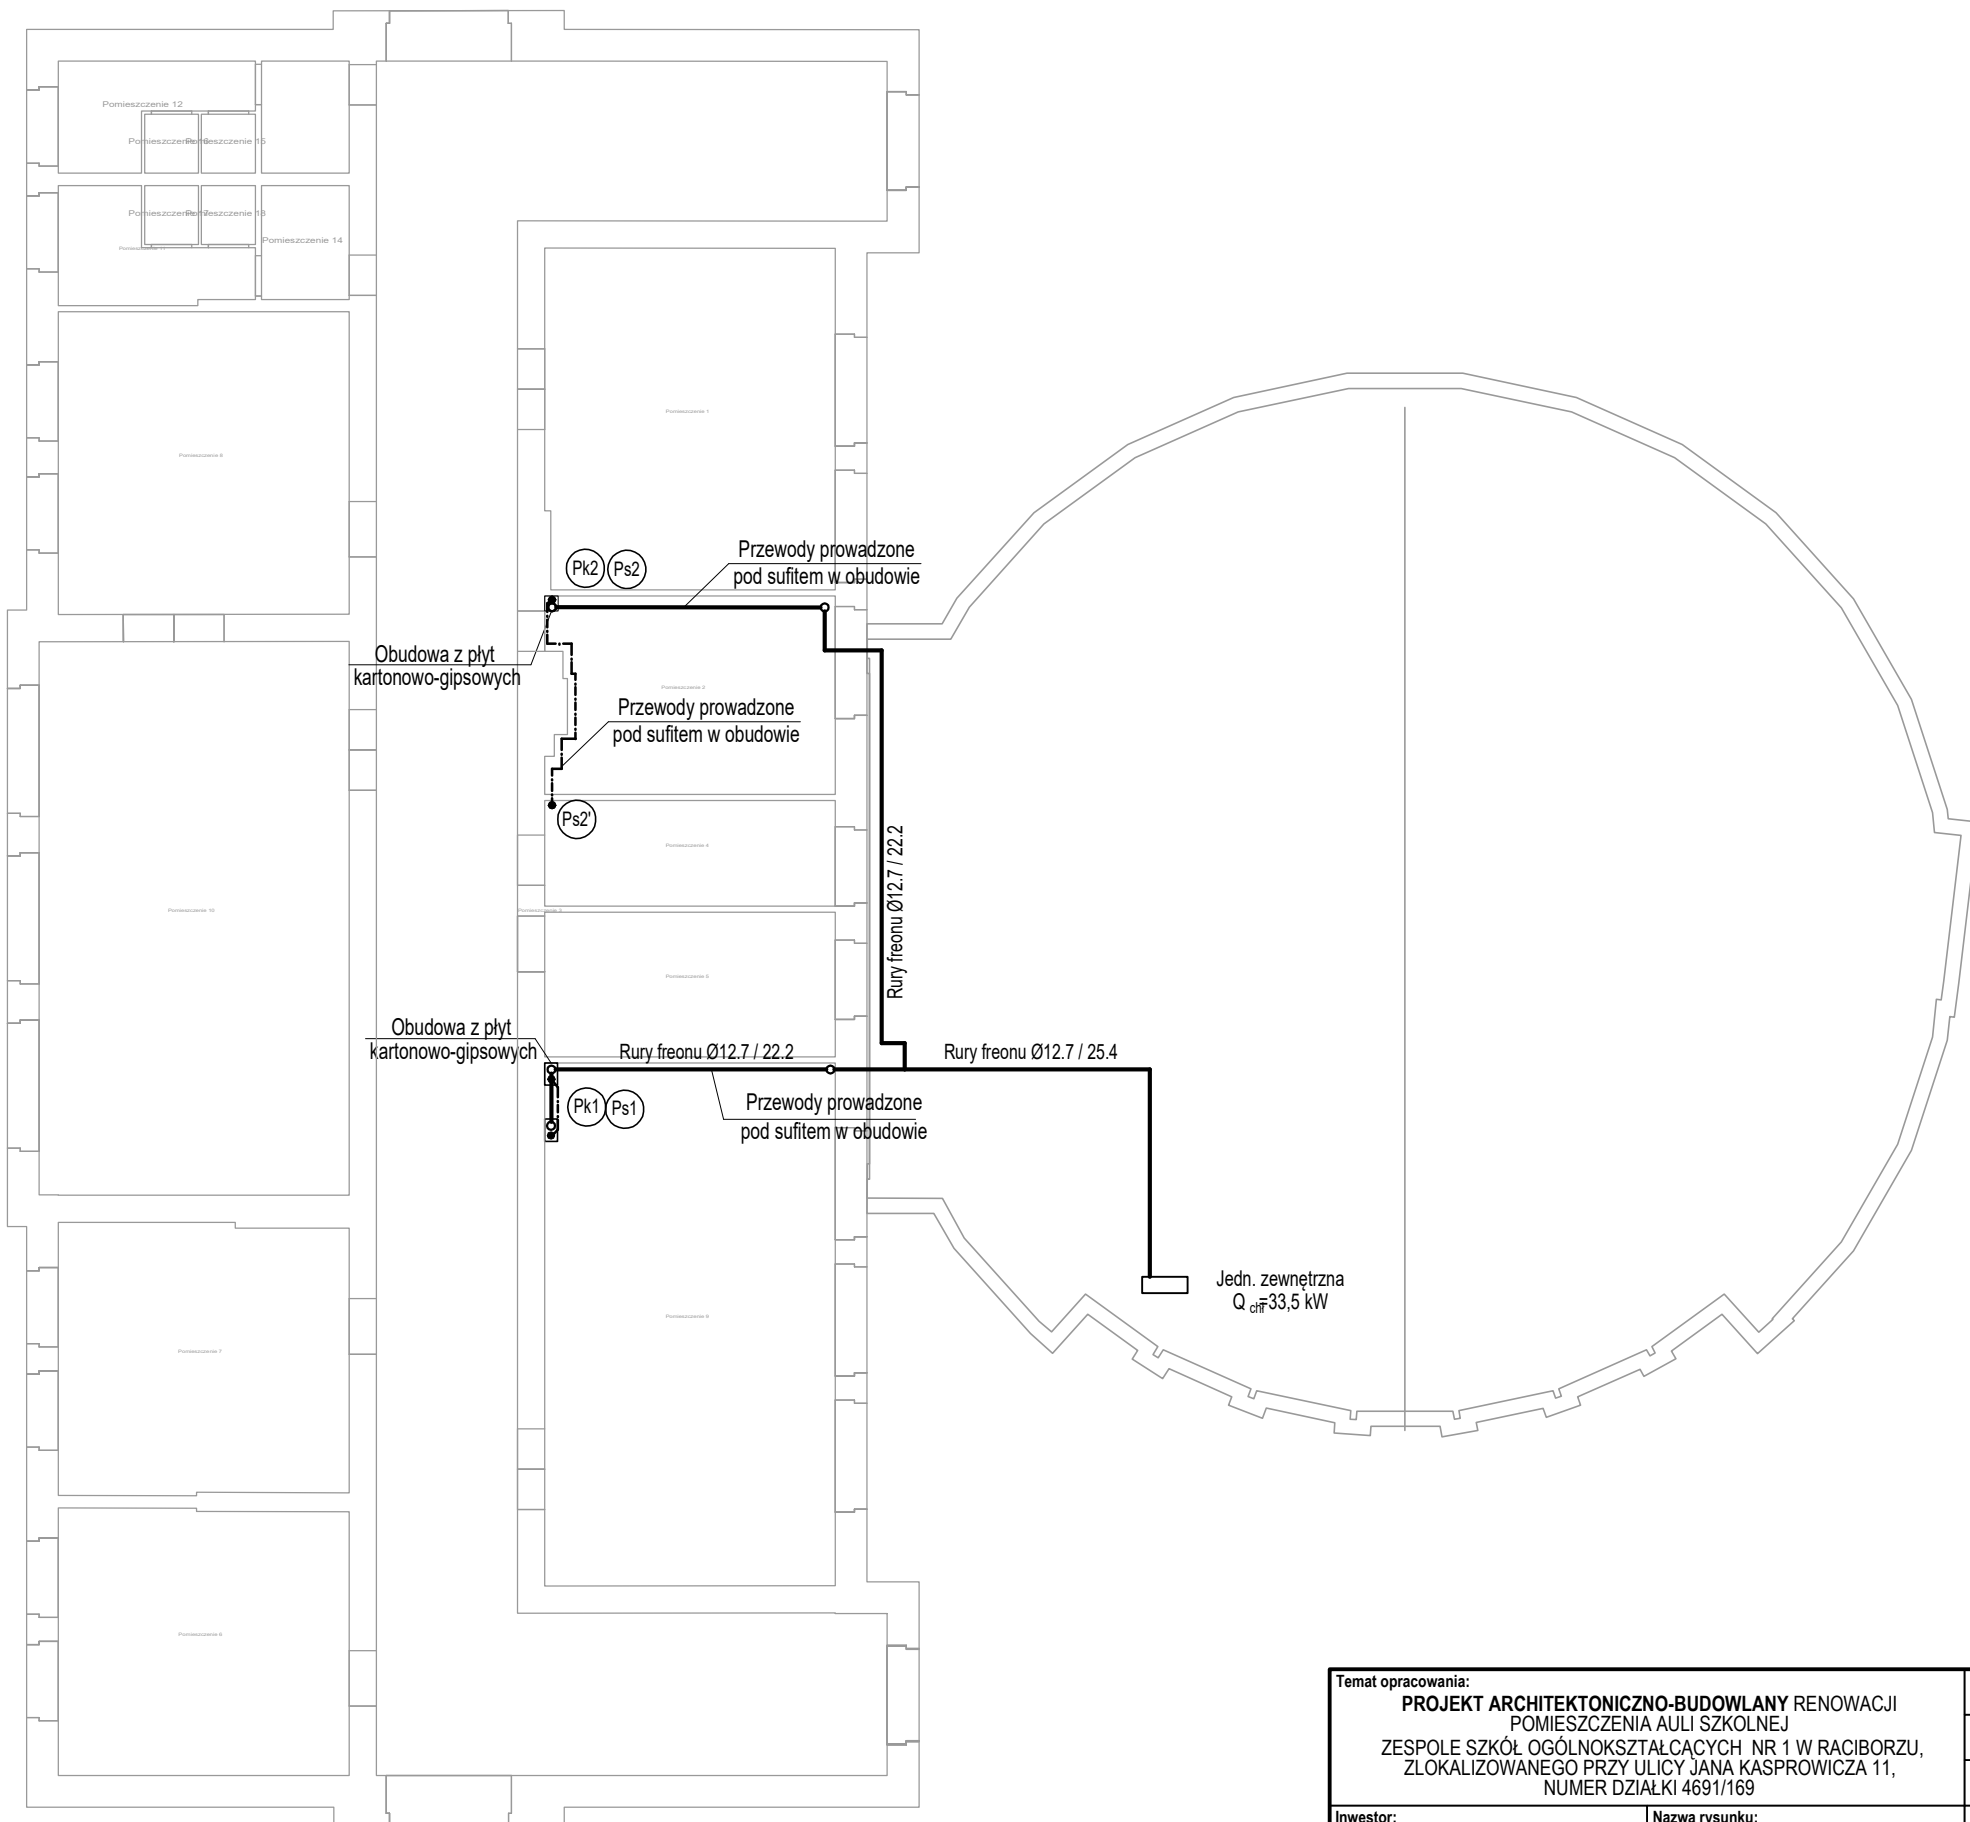 Pomieszczenie 12
Pomieszczenie 15
Pomieszczenie 14
Pomieszczenie 1
Pomieszczenie 8
Przewody prowadzone
pod sufitem w obudowie
Pk2
Ps2
Obudowa z płyt
kartonowo-gipsowych
Pomieszczenie 2
Przewody prowadzone
pod sufitem w obudowie
Ps2'
Pomieszczenie 4
Rury freonu Ø12.7 / 22.2
Pomieszczenie 10
Pomieszczenie 3
Pomieszczenie 5
Obudowa z płyt
kartonowo-gipsowych
Rury freonu Ø12.7 / 22.2
Rury freonu Ø12.7 / 25.4
Pk1
Ps1
Przewody prowadzone
pod sufitem w obudowie
Jedn. zewnętrzna
Q chł=33,5 kW
Pomieszczenie 9
Pomieszczenie 7
Pomieszczenie 6
Temat opracowania:
PROJEKT ARCHITEKTONICZNO-BUDOWLANY RENOWACJI
POMIESZCZENIA AULI SZKOLNEJ
ZESPOLE SZKÓŁ OGÓLNOKSZTAŁCĄCYCH NR 1 W RACIBORZU,
ZLOKALIZOWANEGO PRZY ULICY JANA KASPROWICZA 11,
NUMER DZIAŁKI 4691/169
Inwestor:
Nazwa rysunku: